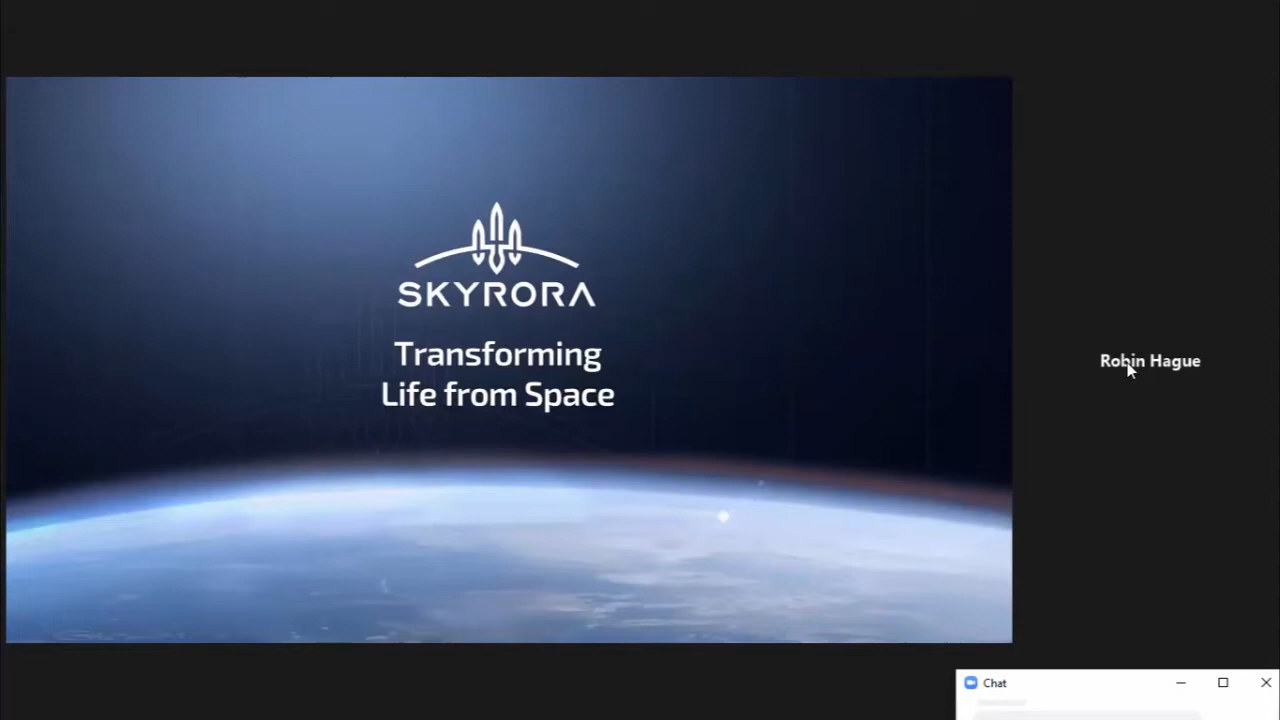 SKYRORA
Transforming
Life from Space
Robin Hague
Chat